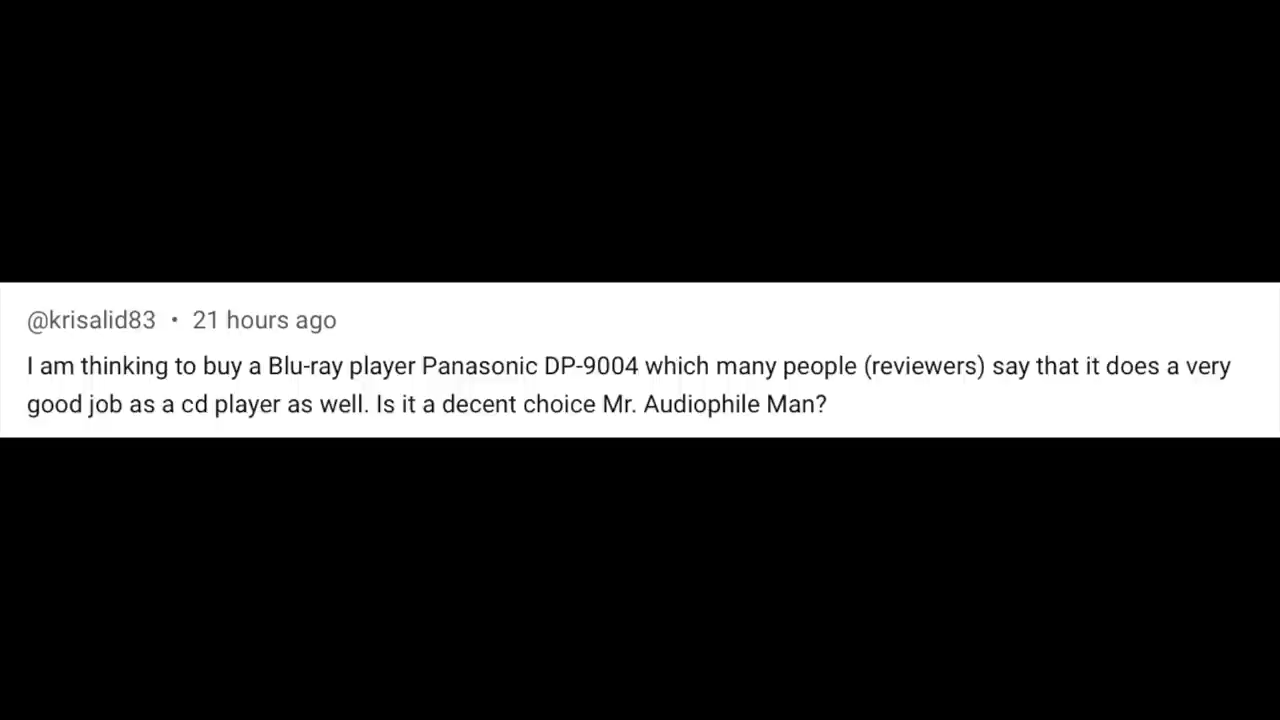 @krisalid83 • 21 hours ago
I am thinking to buy a Blu-ray player Panasonic DP-9004 which many people (reviewers) say that it does a very
good job as a cd player as well. Is it a decent choice Mr. Audiophile Man?